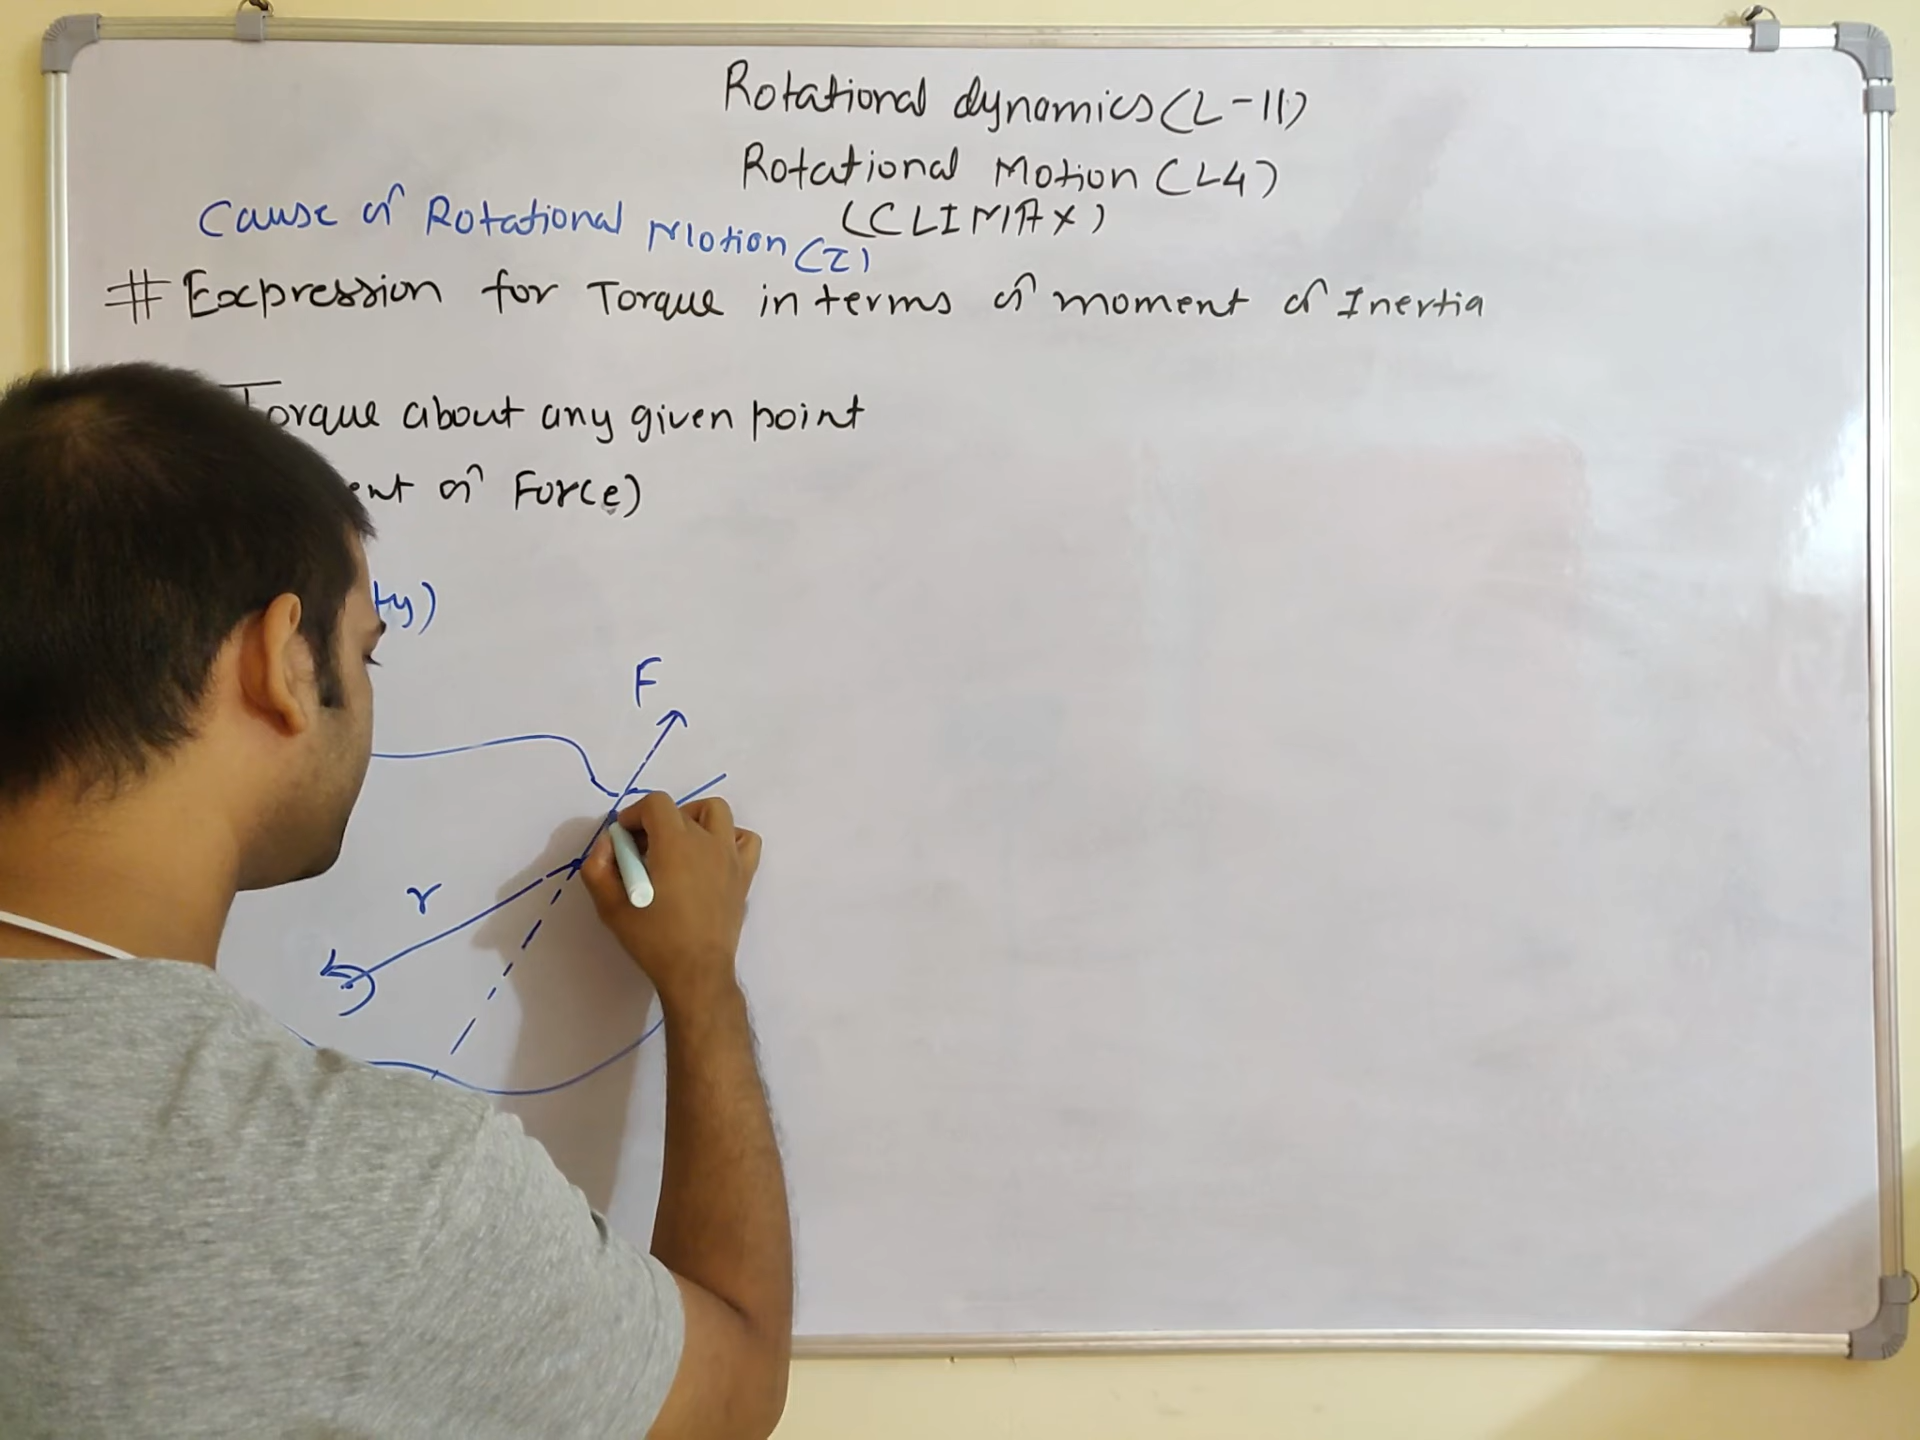 Rotational dynamics (L-11)
Rotational Motion (L4)
(CLIMAX)
Cause of Rotational Motion (τ)
# Expression for Torque in terms of moment of Inertia
Torque about any given point
of Force)
F
r